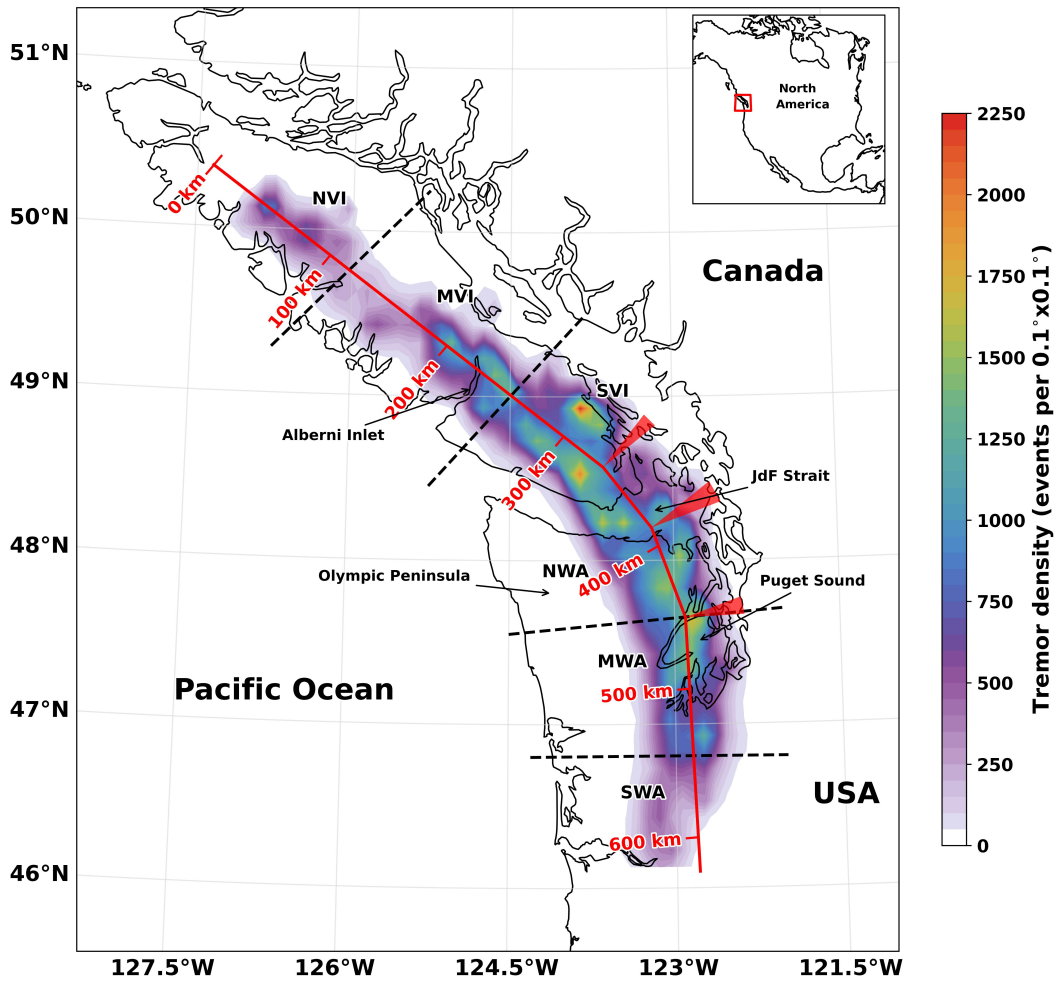 51°N
50°N
49°N
48°N
47°N
46°N
127.5°W
126°W
124.5°W
123°W
121.5°W
North
America
NVI
0 km
100 km
MVI
Canada
200 km
SVI
Alberni Inlet
300 km
JdF Strait
NWA
400 km
Olympic Peninsula
Puget Sound
MWA
500 km
Pacific Ocean
SWA
USA
600 km
2250
2000
1750
1500
1250
1000
750
500
250
0
Tremor density (events per 0.1°x0.1°)